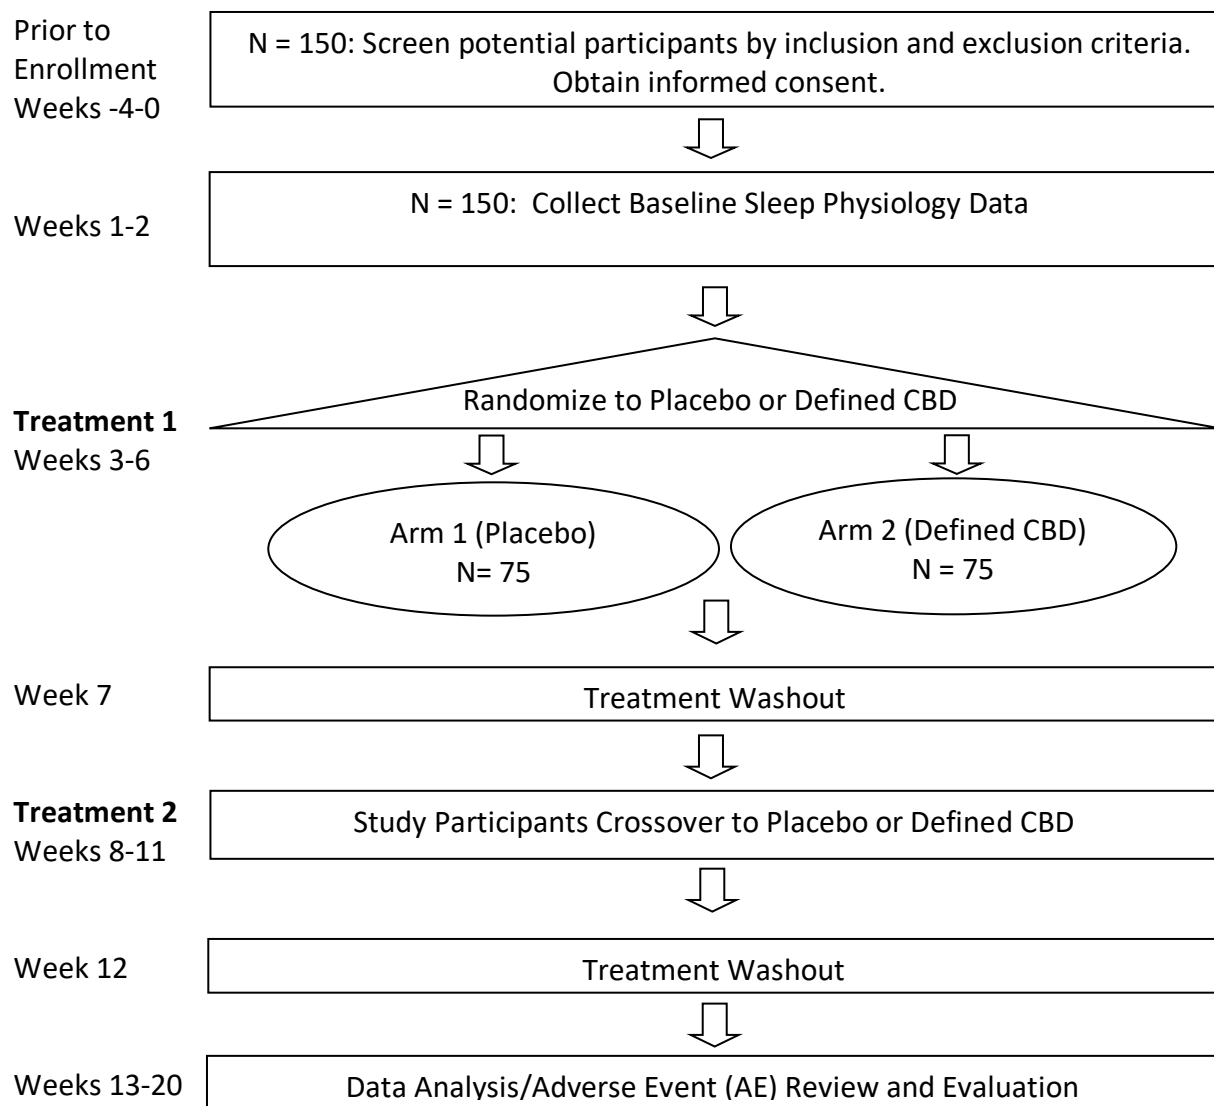 Prior to
Enrollment
Weeks -4-0
N = 150: Screen potential participants by inclusion and exclusion criteria.
Obtain informed consent.
Weeks 1-2
N = 150:  Collect Baseline Sleep Physiology Data
Treatment 1
Weeks 3-6
Randomize to Placebo or Defined CBD
Arm 1 (Placebo)
N= 75
Arm 2 (Defined CBD)
N = 75
Week 7
Treatment Washout
Treatment 2
Weeks 8-11
Study Participants Crossover to Placebo or Defined CBD
Week 12
Treatment Washout
Weeks 13-20
Data Analysis/Adverse Event (AE) Review and Evaluation